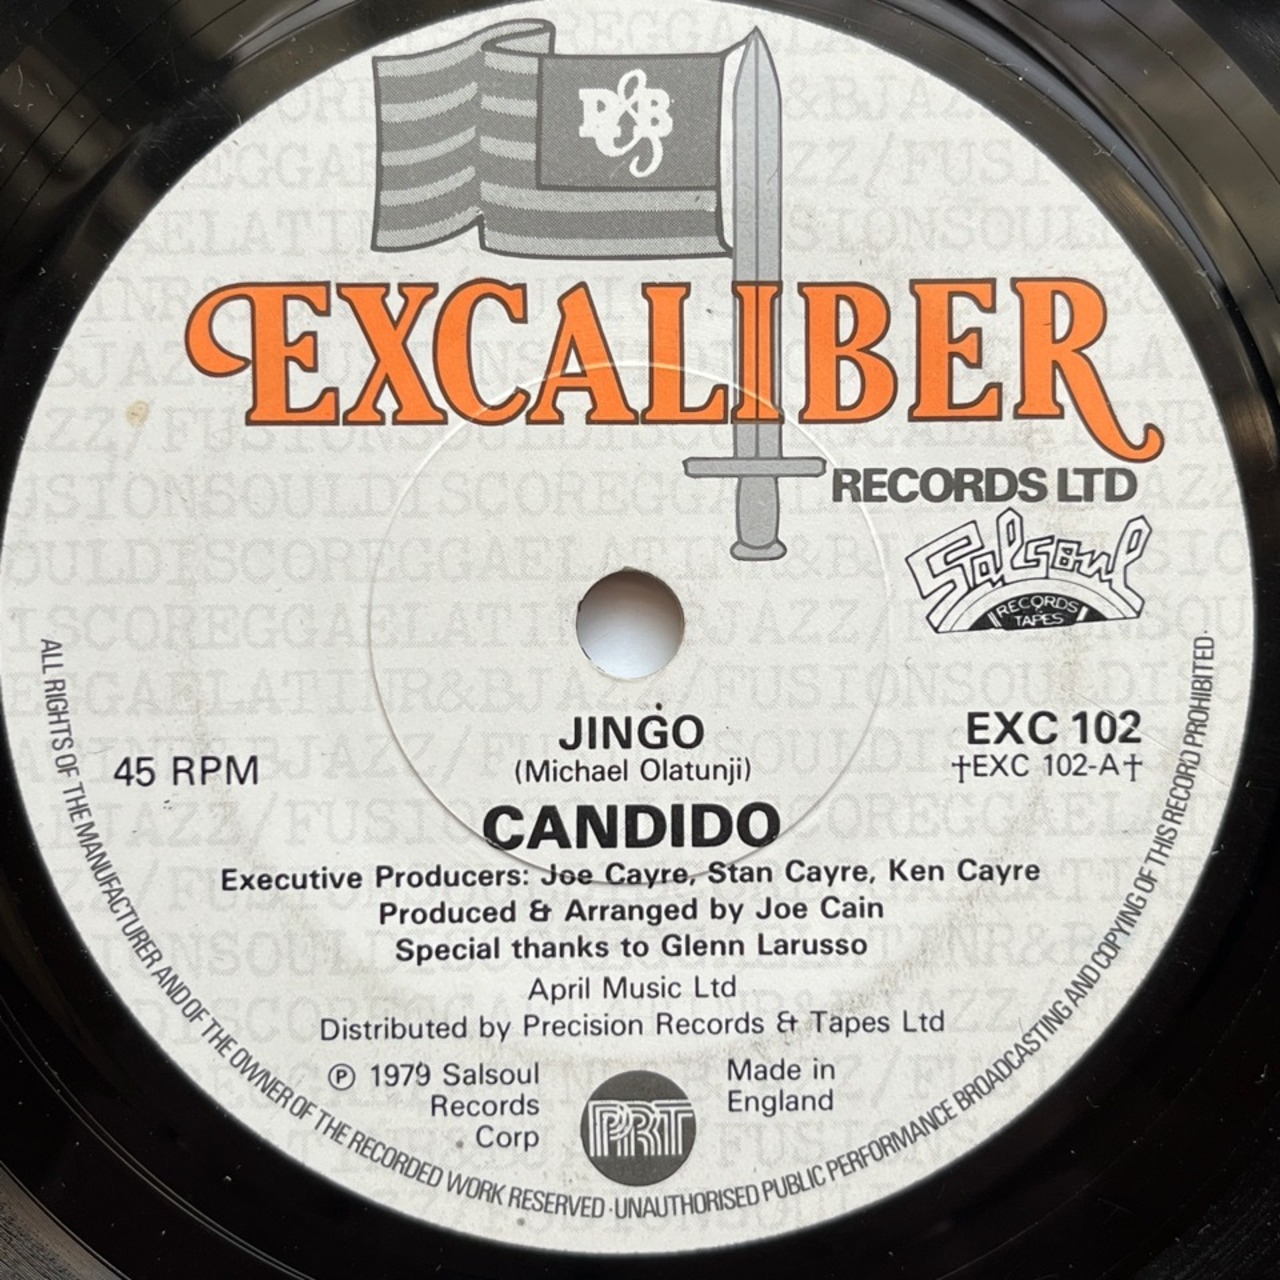 R&B
EXCALIBER
RECORDS LTD
Salsoul
RECORDS
TAPES
JINGO
(Michael Olatunji)
CANDIDO
45 RPM
EXC 102
†EXC 102-A†
Executive Producers: Joe Cayre, Stan Cayre, Ken Cayre
Produced & Arranged by Joe Cain
Special thanks to Glenn Larusso
April Music Ltd
Distributed by Precision Records & Tapes Ltd
℗ 1979 Salsoul
Records
Corp
PRT
Made in
England
ALL RIGHTS OF THE MANUFACTURER AND OF THE OWNER OF THE RECORDED WORK RESERVED · UNAUTHORISED PUBLIC PERFORMANCE BROADCASTING AND COPYING OF THIS RECORD PROHIBITED ·